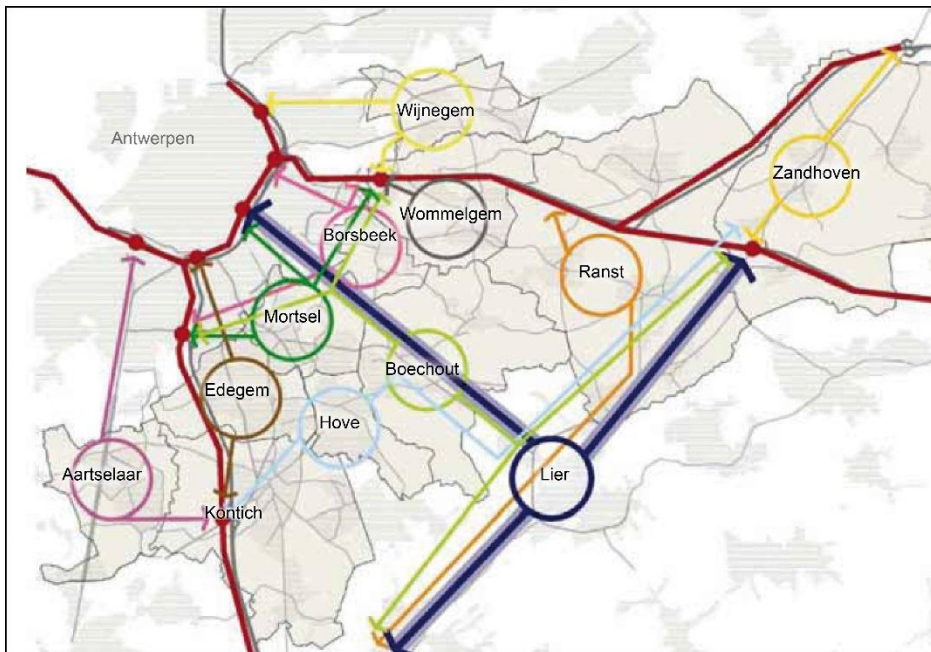 Wijnegem
Antwerpen
Zandhoven
Wommelgem
Borsbeek
Ranst
Mortsel
Boechout
Edegem
Hove
Aartselaar
Lier
Kontich